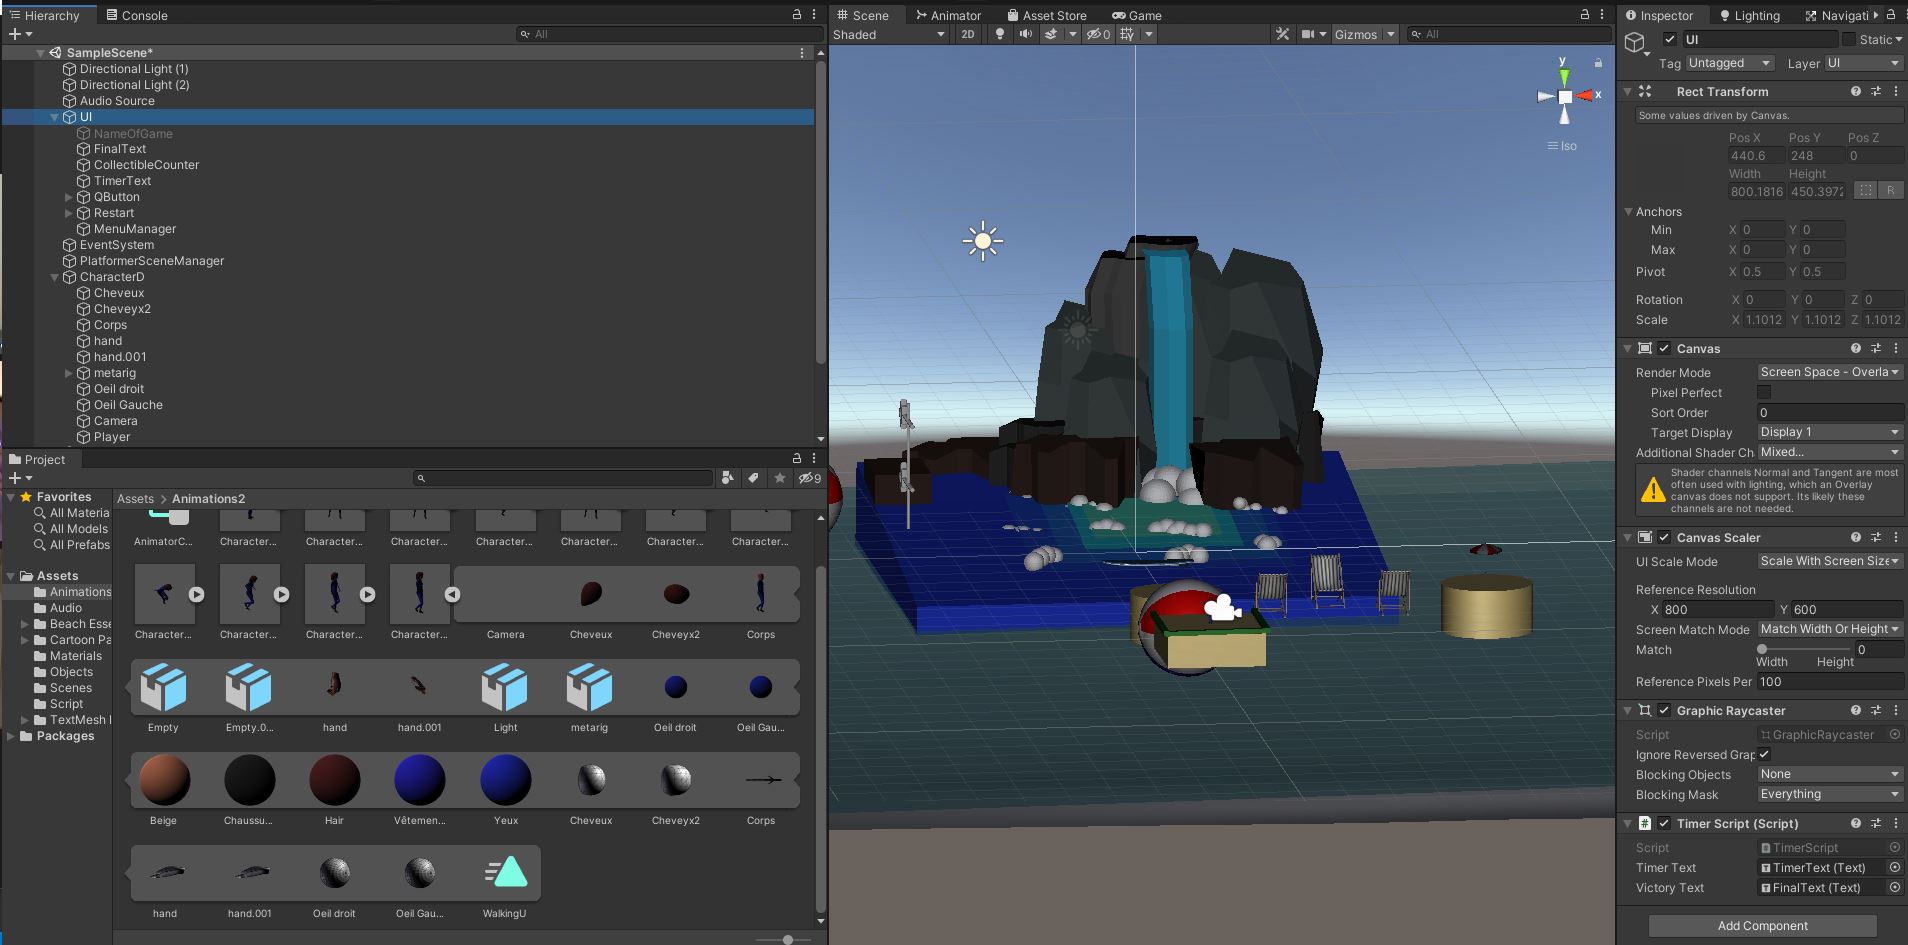 Hierarchy
Console
All
SampleScene*
Directional Light (1)
Directional Light (2)
Audio Source
UI
NameOfGame
FinalText
CollectibleCounter
TimerText
QButton
Restart
MenuManager
EventSystem
PlatformerSceneManager
CharacterD
Cheveux
Cheveyx2
Corps
hand
hand.001
metarig
Oeil droit
Oeil Gauche
Camera
Player
Project
9
Favorites
All Materia
All Models
All Prefabs
Assets
Animations
Audio
Beach Esse
Cartoon Pa
Materials
Objects
Scenes
Script
TextMesh
Packages
Assets > Animations2
AnimatorC...
Character...
Character...
Character...
Character...
Character...
Character...
Character...
Character...
Character...
Character...
Character...
Camera
Cheveux
Cheveyx2
Corps
Empty
Empty.0...
hand
hand.001
Light
metarig
Oeil droit
Oeil Gau...
Beige
Chaussu...
Hair
Vêtemen...
Yeux
Cheveux
Cheveyx2
Corps
hand
hand.001
Oeil droit
Oeil Gau...
WalkingU
Scene
Animator
Asset Store
Game
Shaded
2D
0
Gizmos
All
y
x
Iso
Inspector
Lighting
Navigati
UI
Static
Tag Untagged
Layer UI
Rect Transform
Some values driven by Canvas.
Pos X Pos Y Pos Z
440.6 248 0
Width Height
800.1816 450.3972 R
Anchors
Min X 0 Y 0
Max X 0 Y 0
Pivot X 0.5 Y 0.5
Rotation X 0 Y 0 Z 0
Scale X 1.1012 Y 1.1012 Z 1.1012
Canvas
Render Mode Screen Space - Overla
Pixel Perfect
Sort Order 0
Target Display Display 1
Additional Shader Ch Mixed...
Shader channels Normal and Tangent are most
often used with lighting, which an Overlay
canvas does not support. Its likely these
channels are not needed.
Canvas Scaler
UI Scale Mode Scale With Screen Size
Reference Resolution
X 800 Y 600
Screen Match Mode Match Width Or Height
Match 0
Width Height
Reference Pixels Per 100
Graphic Raycaster
Script GraphicRaycaster
Ignore Reversed Grap
Blocking Objects None
Blocking Mask Everything
Timer Script (Script)
Script TimerScript
Timer Text TimerText (Text)
Victory Text FinalText (Text)
Add Component